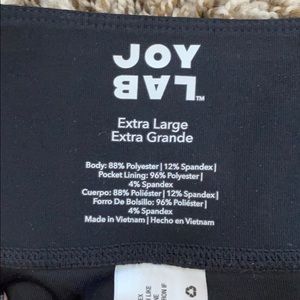 JOY
LAB™
Extra Large
Extra Grande
Body: 88% Polyester | 12% Spandex |
Pocket Lining: 96% Polyester |
4% Spandex
Cuerpo: 88% Poliéster | 12% Spandex |
Forro De Bolsillo: 96% Poliéster |
4% Spandex
Made in Vietnam | Hecho en Vietnam